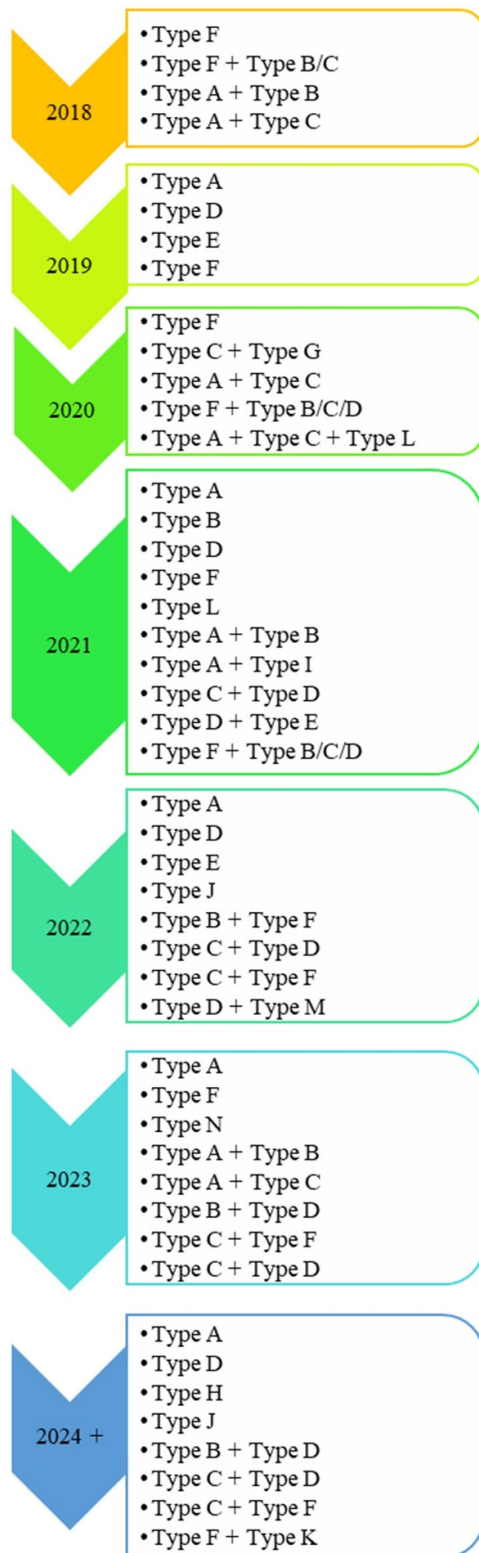 2018
•Type F
•Type F + Type B/C
•Type A + Type B
•Type A + Type C
2019
•Type A
•Type D
•Type E
•Type F
2020
•Type F
•Type C + Type G
•Type A + Type C
•Type F + Type B/C/D
•Type A + Type C + Type L
2021
•Type A
•Type B
•Type D
•Type F
•Type L
•Type A + Type B
•Type A + Type I
•Type C + Type D
•Type D + Type E
•Type F + Type B/C/D
2022
•Type A
•Type D
•Type E
•Type J
•Type B + Type F
•Type C + Type D
•Type C + Type F
•Type D + Type M
2023
•Type A
•Type F
•Type N
•Type A + Type B
•Type A + Type C
•Type B + Type D
•Type C + Type F
•Type C + Type D
2024 +
•Type A
•Type D
•Type H
•Type J
•Type B + Type D
•Type C + Type D
•Type C + Type F
•Type F + Type K